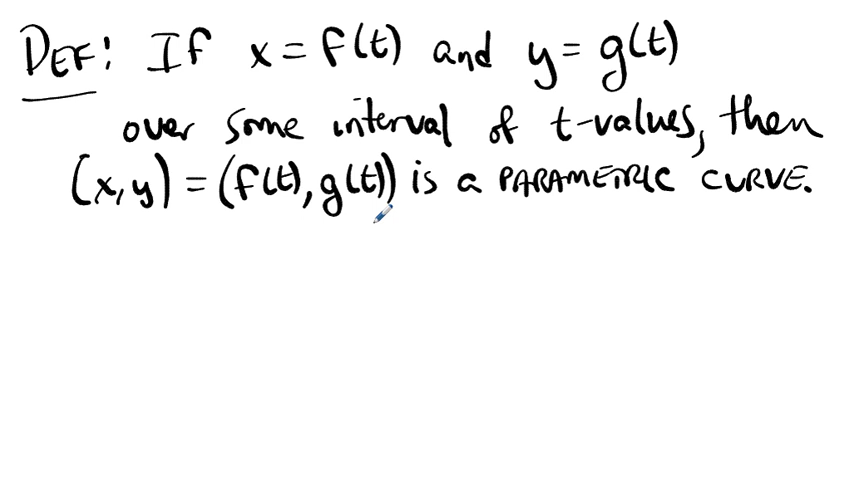 DEF: If x = f(t) and y = g(t)
over some interval of t-values, then
(x,y) = (f(t), g(t)) is a PARAMETRIC CURVE.